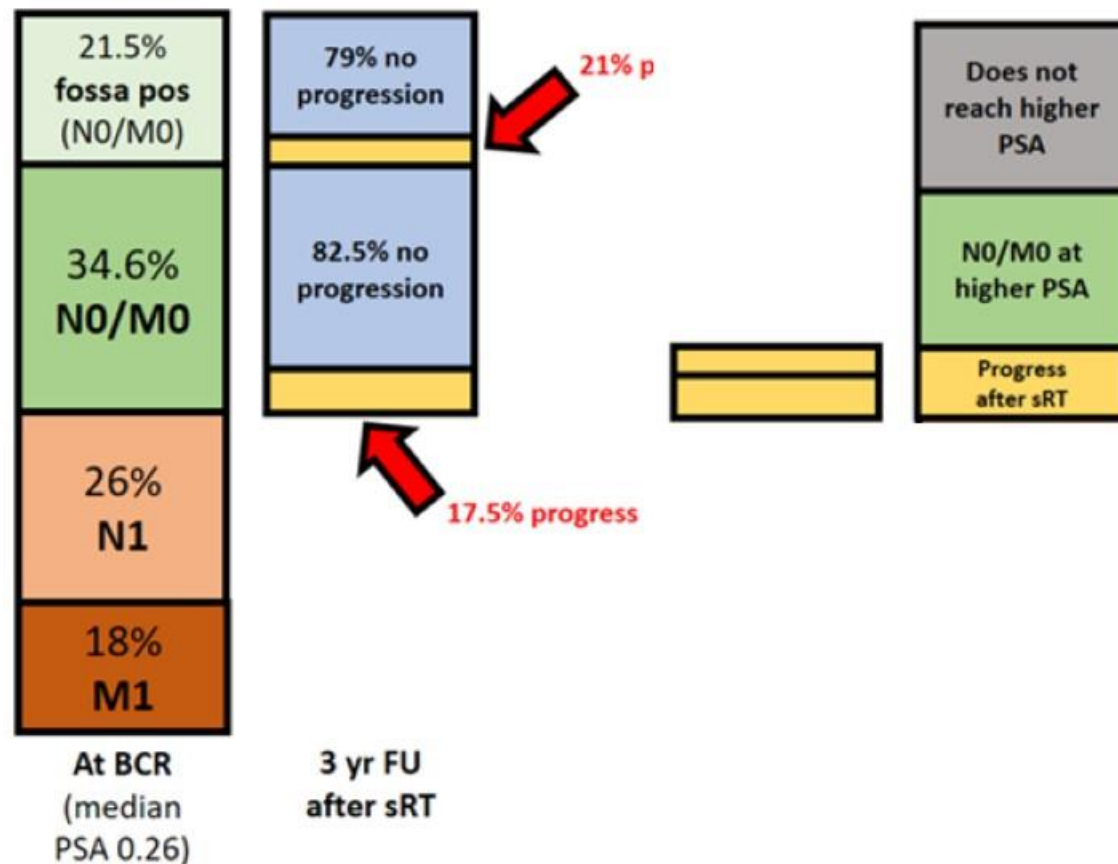 21.5%
fossa pos
(N0/M0)
34.6%
N0/M0
26%
N1
18%
M1
At BCR
(median
PSA 0.26)
79% no
progression
82.5% no
progression
3 yr FU
after sRT
21% p
17.5% progress
Does not
reach higher
PSA
N0/M0 at
higher PSA
Progress
after sRT